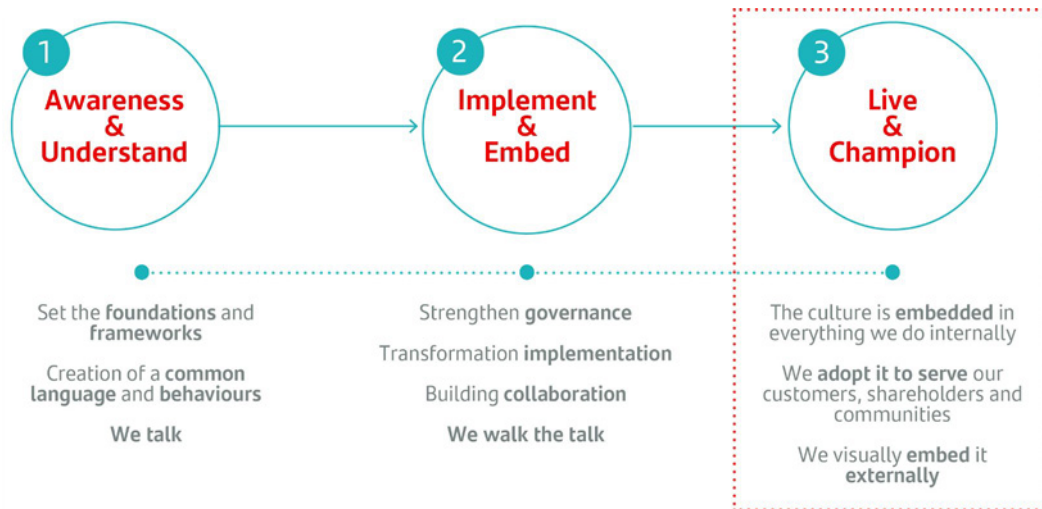 1
Awareness
&
Understand
2
Implement
&
Embed
3
Live
&
Champion
Set the foundations and
frameworks
Creation of a common
language and behaviours
We talk
Strengthen governance
Transformation implementation
Building collaboration
We walk the talk
The culture is embedded in
everything we do internally
We adopt it to serve our
customers, shareholders and
communities
We visually embed it
externally